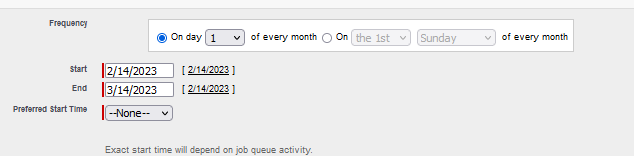 Frequency
On day 1 of every month On the 1st Sunday of every month
Start 2/14/2023 [ 2/14/2023 ]
End 3/14/2023 [ 2/14/2023 ]
Preferred Start Time --None--
Exact start time will depend on job queue activity.